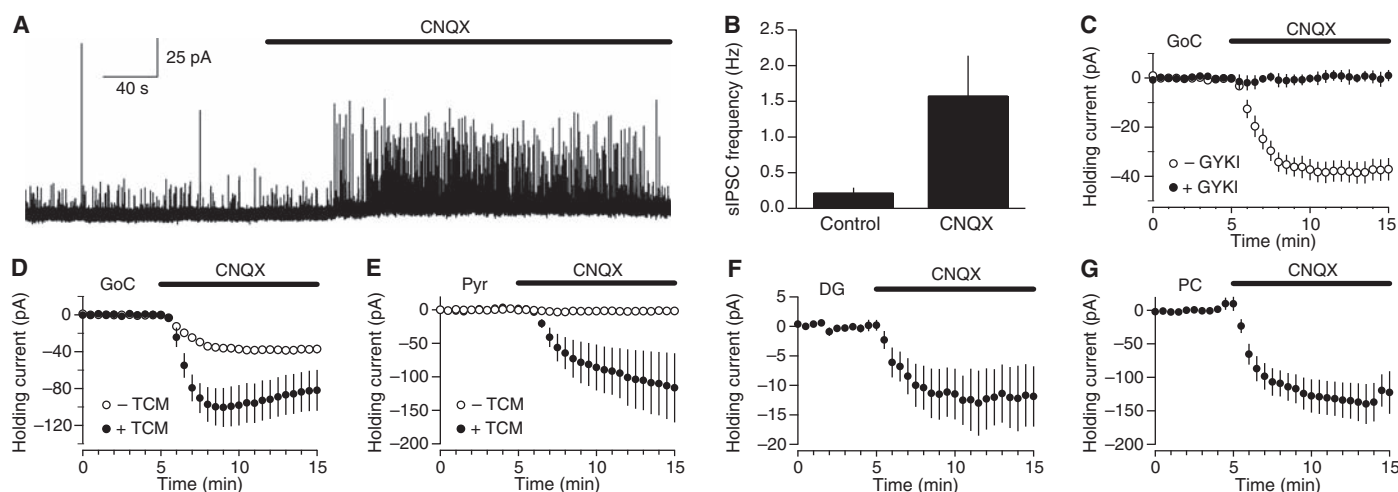 A
CNQX
25 pA
40 s
B
sIPSC frequency (Hz)
2.5
2.0
1.5
1.0
0.5
0.0
Control
CNQX
C
GoC
CNQX
Holding current (pA)
0
–20
–40
– GYKI
+ GYKI
0
5
10
15
Time (min)
D
GoC
CNQX
Holding current (pA)
0
–40
–80
–120
– TCM
+ TCM
0
5
10
15
Time (min)
E
Pyr
CNQX
Holding current (pA)
0
–50
–100
–150
–200
– TCM
+ TCM
0
5
10
15
Time (min)
F
DG
CNQX
Holding current (pA)
5
0
–5
–10
–15
–20
0
5
10
15
Time (min)
G
PC
CNQX
Holding current (pA)
0
–50
–100
–150
–200
0
5
10
15
Time (min)